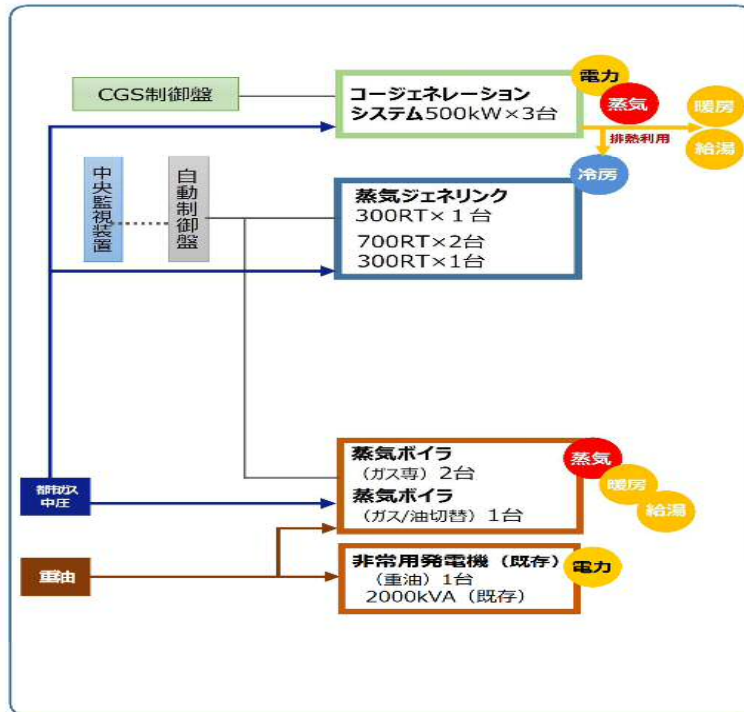 CGS制御盤
コージェネレーション
システム500kW×3台
電力
蒸気
暖房
給湯
排熱利用
冷房
中央監視装置
自動制御盤
蒸気ジェネリンク
300RT×1台
700RT×2台
300RT×1台
蒸気ボイラ
(ガス専) 2台
蒸気ボイラ
(ガス/油切替) 1台
蒸気
暖房
給湯
都市ガス
中圧
重油
非常用発電機 (既存)
(重油) 1台
2000kVA (既存)
電力